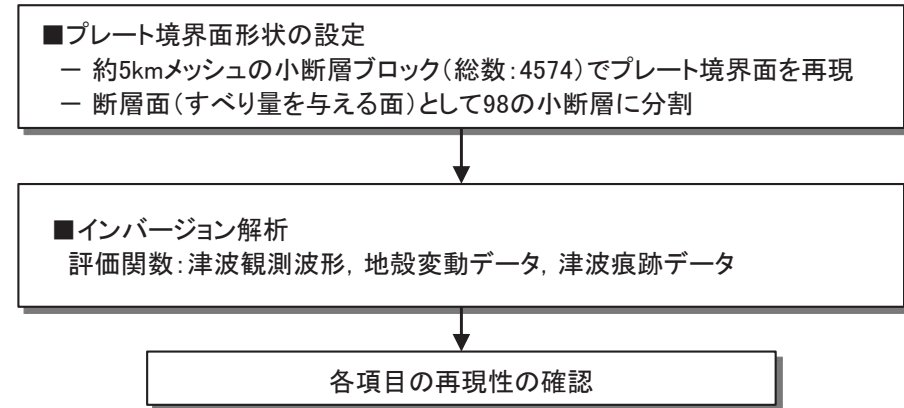 ■プレート境界面形状の設定
－ 約5kmメッシュの小断層ブロック（総数：4574）でプレート境界面を再現
－ 断層面（すべり量を与える面）として98の小断層に分割
■インバージョン解析
評価関数：津波観測波形，地殻変動データ，津波痕跡データ
各項目の再現性の確認